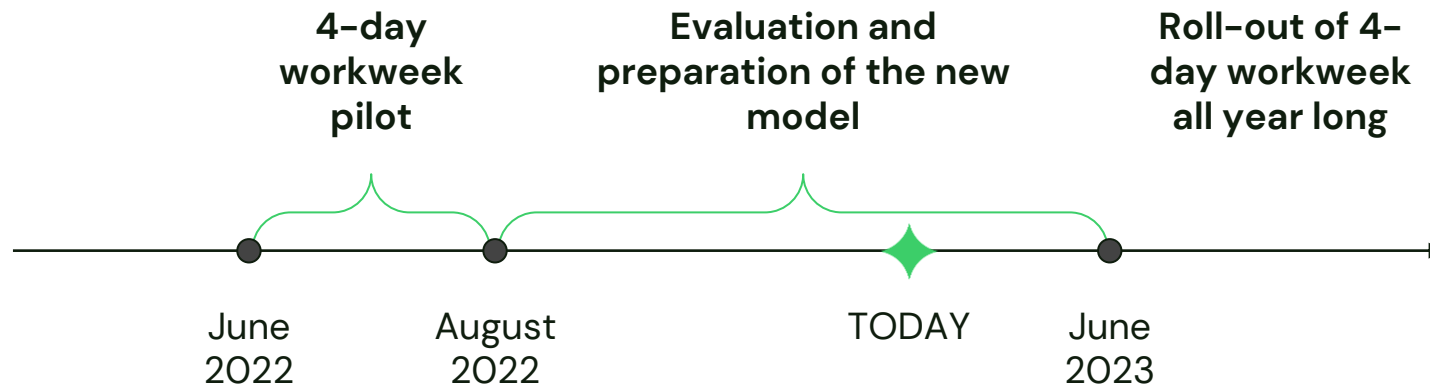 4-day
workweek
pilot
Evaluation and
preparation of the new
model
Roll-out of 4-
day workweek
all year long
June
2022
August
2022
TODAY
June
2023